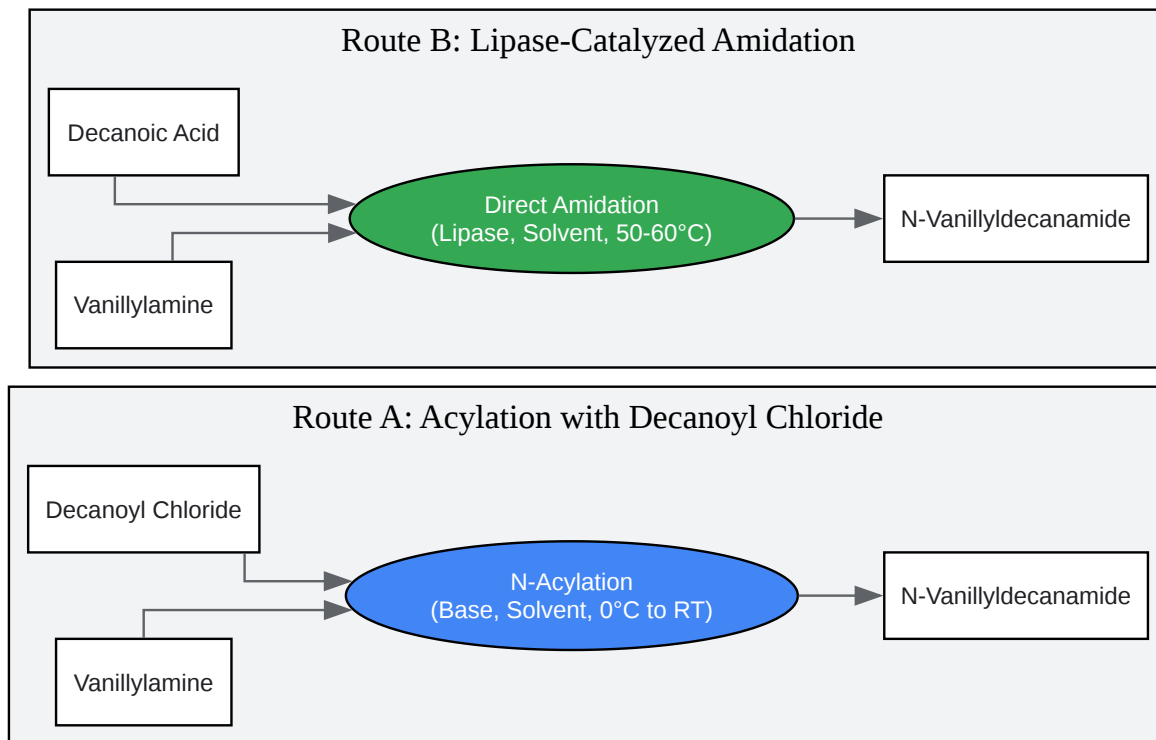 Route B: Lipase-Catalyzed Amidation
Decanoic Acid
Direct Amidation
(Lipase, Solvent, 50-60°C)
N-Vanillyldecanamide
Vanillylamine
Route A: Acylation with Decanoyl Chloride
Decanoyl Chloride
N-Acylation
(Base, Solvent, 0°C to RT)
N-Vanillyldecanamide
Vanillylamine